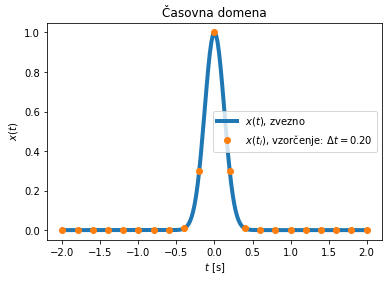 Časovna domena
1.0
0.8
0.6
0.4
0.2
0.0
x(t)
x(t), zvezno
x(tᵢ), vzorčenje: Δt = 0.20
−2.0 −1.5 −1.0 −0.5 0.0 0.5 1.0 1.5 2.0
t [s]